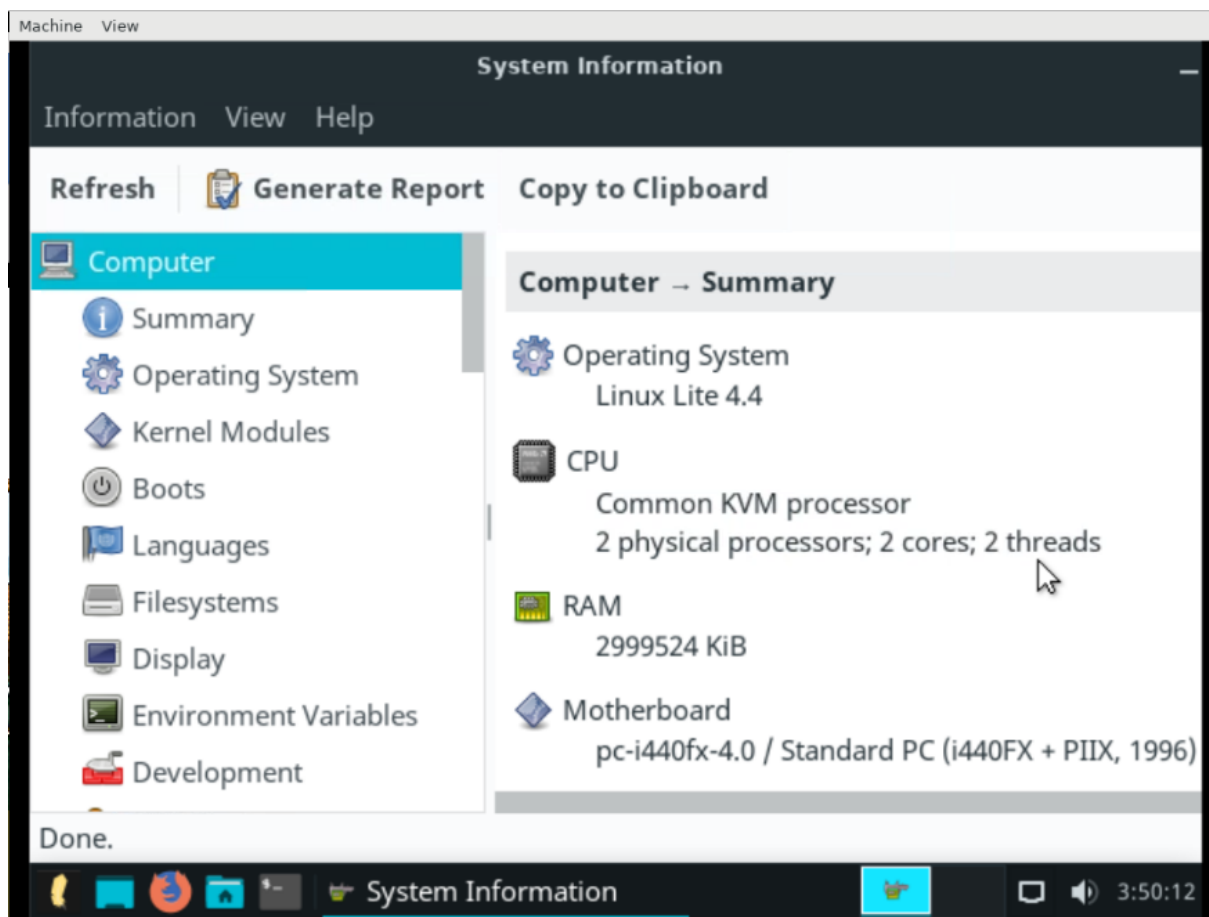 Machine View
System Information
Information View Help
Refresh Generate Report Copy to Clipboard
Computer
Summary
Operating System
Kernel Modules
Boots
Languages
Filesystems
Display
Environment Variables
Development
Computer → Summary
Operating System
Linux Lite 4.4
CPU
Common KVM processor
2 physical processors; 2 cores; 2 threads
RAM
2999524 KiB
Motherboard
pc-i440fx-4.0 / Standard PC (i440FX + PIIX, 1996)
Done.
System Information 3:50:12